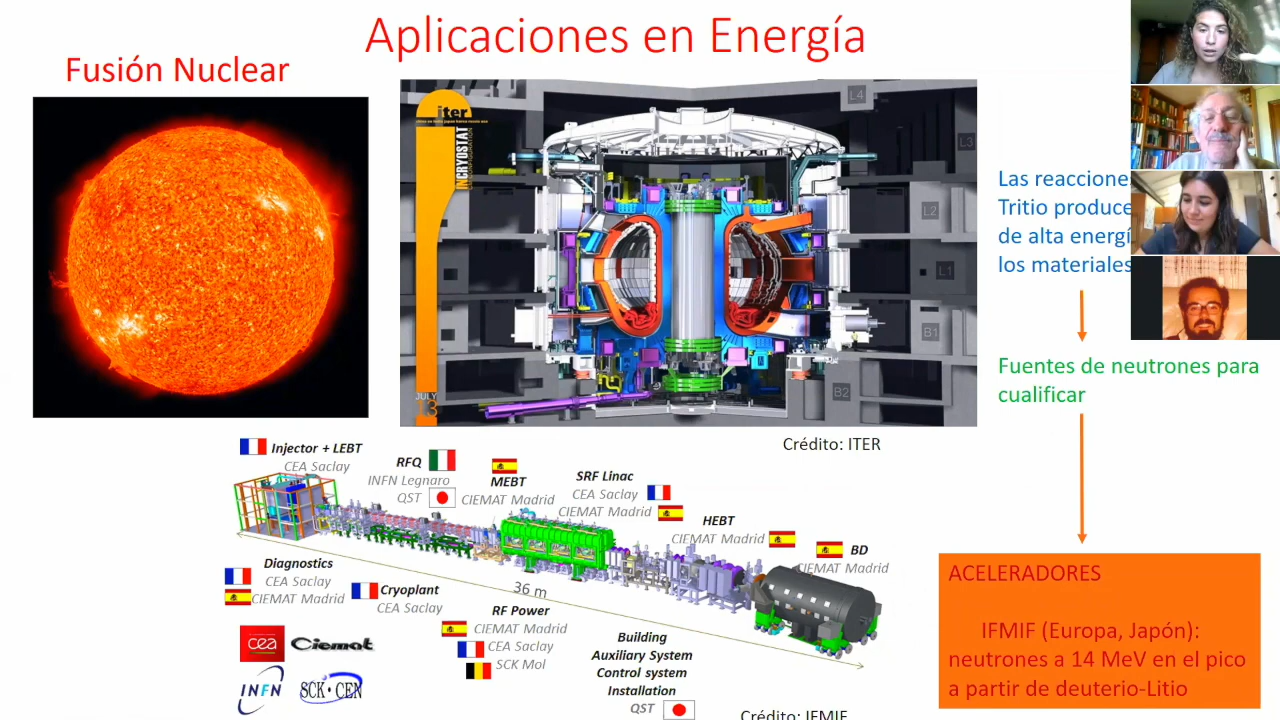 Aplicaciones en Energía
Fusión Nuclear
iter
INCRYOSTAT
JULY
13
L4
L3
L2
L1
B1
B2
Crédito: ITER
Las reaccione
Tritio produce
de alta energí
los materiales
Fuentes de neutrones para
cualificar
ACELERADORES
IFMIF (Europa, Japón):
neutrones a 14 MeV en el pico
a partir de deuterio-Litio
Injector + LEBT
CEA Saclay
RFQ
INFN Legnaro
QST
MEBT
CIEMAT Madrid
SRF Linac
CEA Saclay
CIEMAT Madrid
HEBT
CIEMAT Madrid
BD
CIEMAT Madrid
36 m
Diagnostics
CEA Saclay
CIEMAT Madrid
Cryoplant
CEA Saclay
RF Power
CIEMAT Madrid
CEA Saclay
SCK Mol
Building
Auxiliary System
Control system
Installation
QST
cea
Ciemat
INFN
SCK•CEN
Crédito: IFMIF